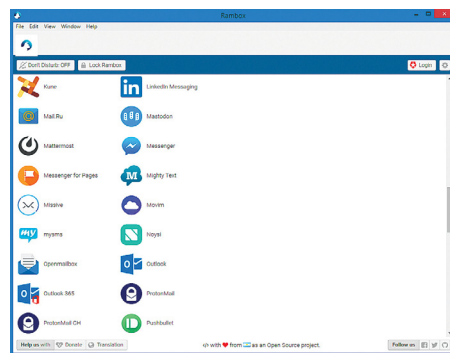 Rambox
File Edit View Window Help
Don't Disturb: OFF Lock Rambox Login
Kune LinkedIn Messaging
Mail.Ru Mastodon
Mattermost Messenger
Messenger for Pages Mighty Text
Missive Movim
my mysms Noysi
Openmailbox Outlook
Outlook 365 ProtonMail
ProtonMail CH Pushbullet
Help us with Donate Translation </> with from as an Open Source project. Follow us